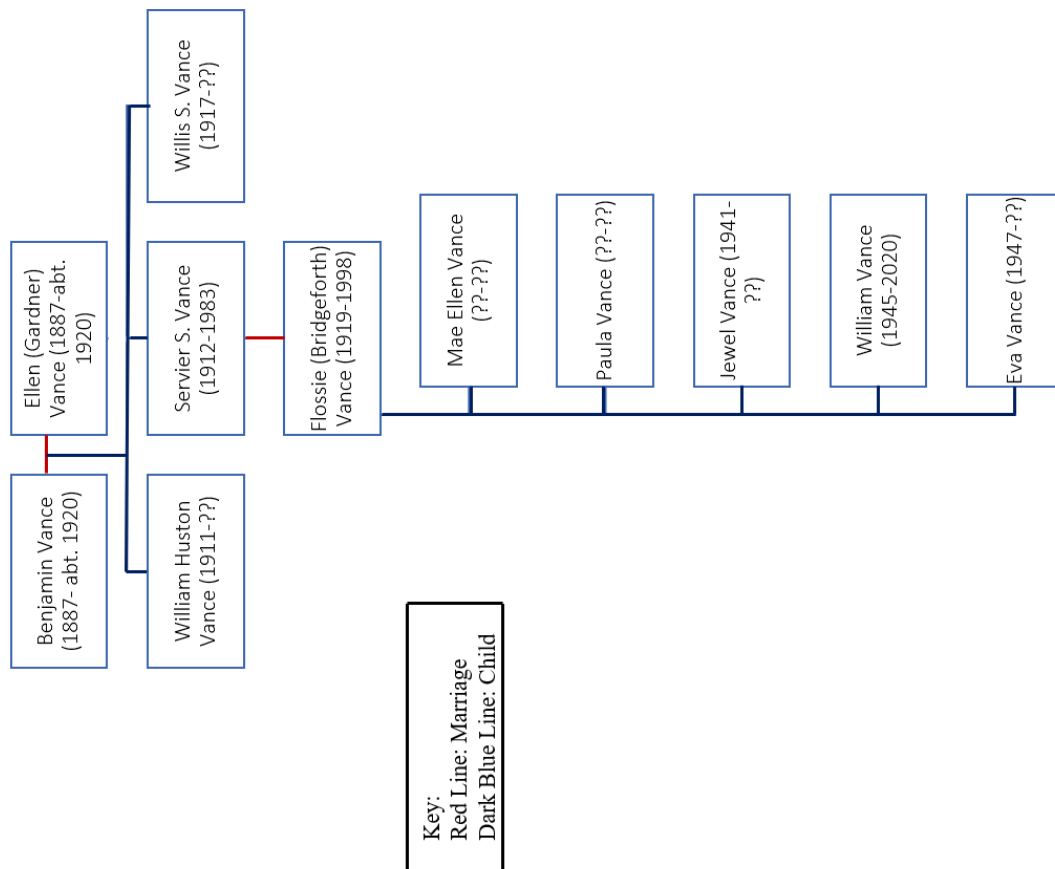 Benjamin Vance
(1887- abt. 1920)
Ellen (Gardner)
Vance (1887-abt.
1920)
William Huston
Vance (1911-??)
Servier S. Vance
(1912-1983)
Willis S. Vance
(1917-??)
Flossie (Bridgeforth)
Vance (1919-1998)
Mae Ellen Vance
(??-??)
Paula Vance (??-??)
Jewel Vance (1941-
??)
William Vance
(1945-2020)
Eva Vance (1947-??)
Key:
Red Line: Marriage
Dark Blue Line: Child